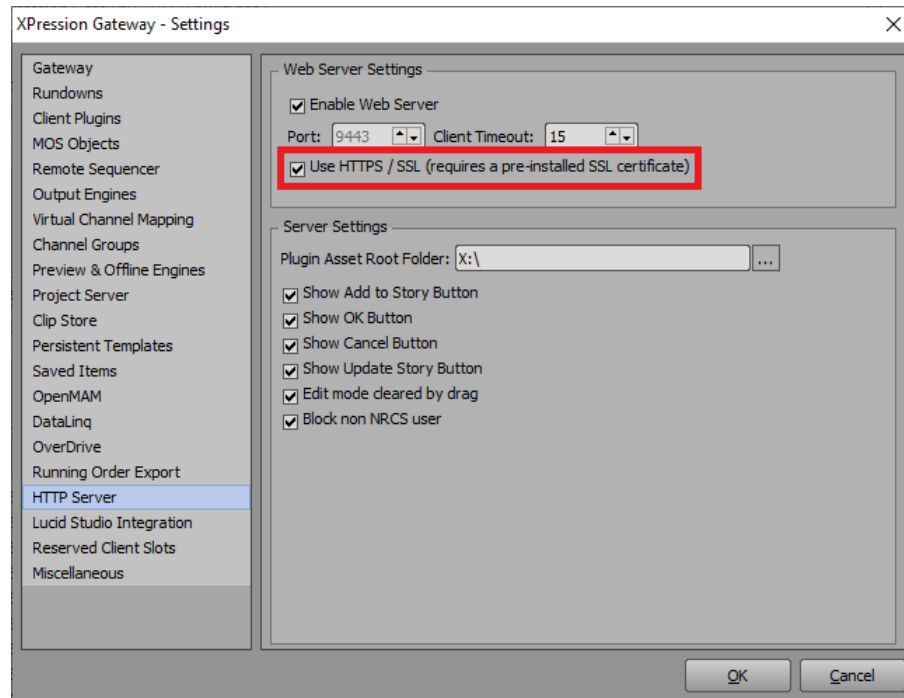 XPression Gateway - Settings
Gateway
Rundowns
Client Plugins
MOS Objects
Remote Sequencer
Output Engines
Virtual Channel Mapping
Channel Groups
Preview & Offline Engines
Project Server
Clip Store
Persistent Templates
Saved Items
OpenMAM
DataLinq
OverDrive
Running Order Export
HTTP Server
Lucid Studio Integration
Reserved Client Slots
Miscellaneous
Web Server Settings
Enable Web Server
Port: 9443 Client Timeout: 15
Use HTTPS / SSL (requires a pre-installed SSL certificate)
Server Settings
Plugin Asset Root Folder: X:\ ...
Show Add to Story Button
Show OK Button
Show Cancel Button
Show Update Story Button
Edit mode cleared by drag
Block non NRCS user
OK Cancel